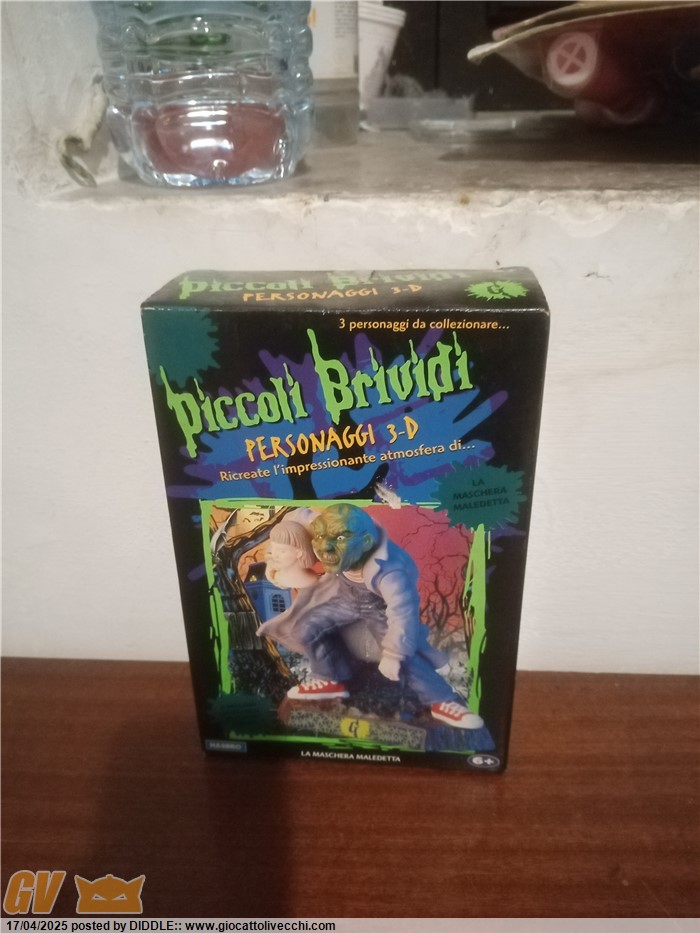 Piccoli Brividi
PERSONAGGI 3-D
G
3 personaggi da collezionare...
Piccoli Brividi
PERSONAGGI 3-D
Ricreate l'impressionante atmosfera di...
LA
MASCHERA
MALEDETTA
G
LA MASCHERA MALEDETTA
6+
GV
17/04/2025 posted by DIDDLE:: www.giocattolivecchi.com